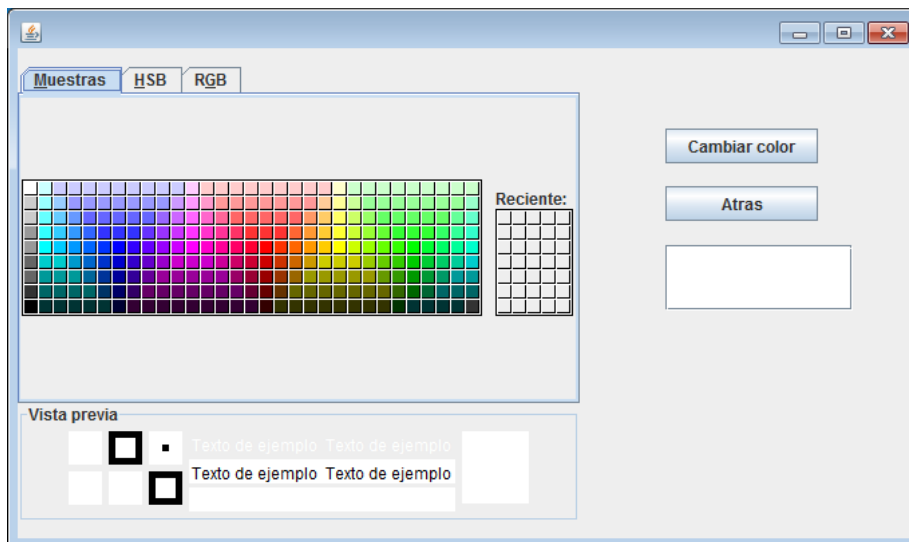 Muestras
HSB
RGB
Reciente:
Cambiar color
Atras
Vista previa
Texto de ejemplo Texto de ejemplo
Texto de ejemplo Texto de ejemplo